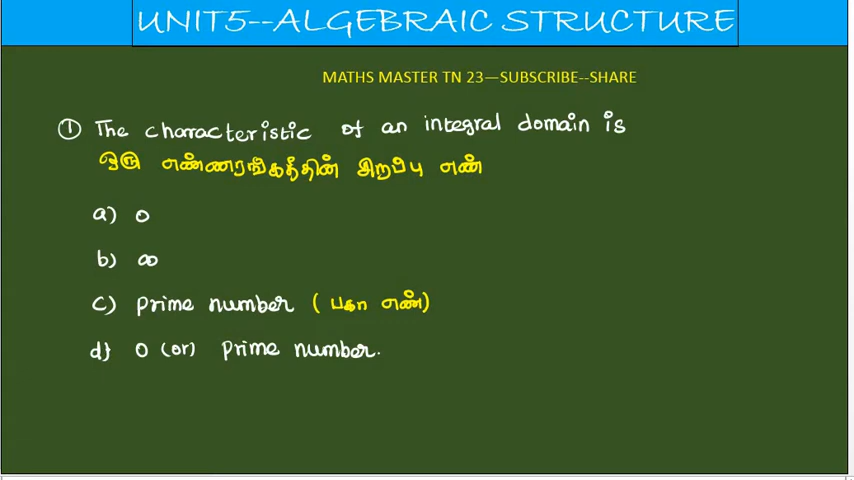 UNIT5--ALGEBRAIC STRUCTURE
MATHS MASTER TN 23—SUBSCRIBE--SHARE
① The characteristic of an integral domain is
ஒரு எண்ணரங்கத்தின் சிறப்பு எண்
a) 0
b) ∞
c) prime number (பகா எண்)
d) 0 (or) prime number.